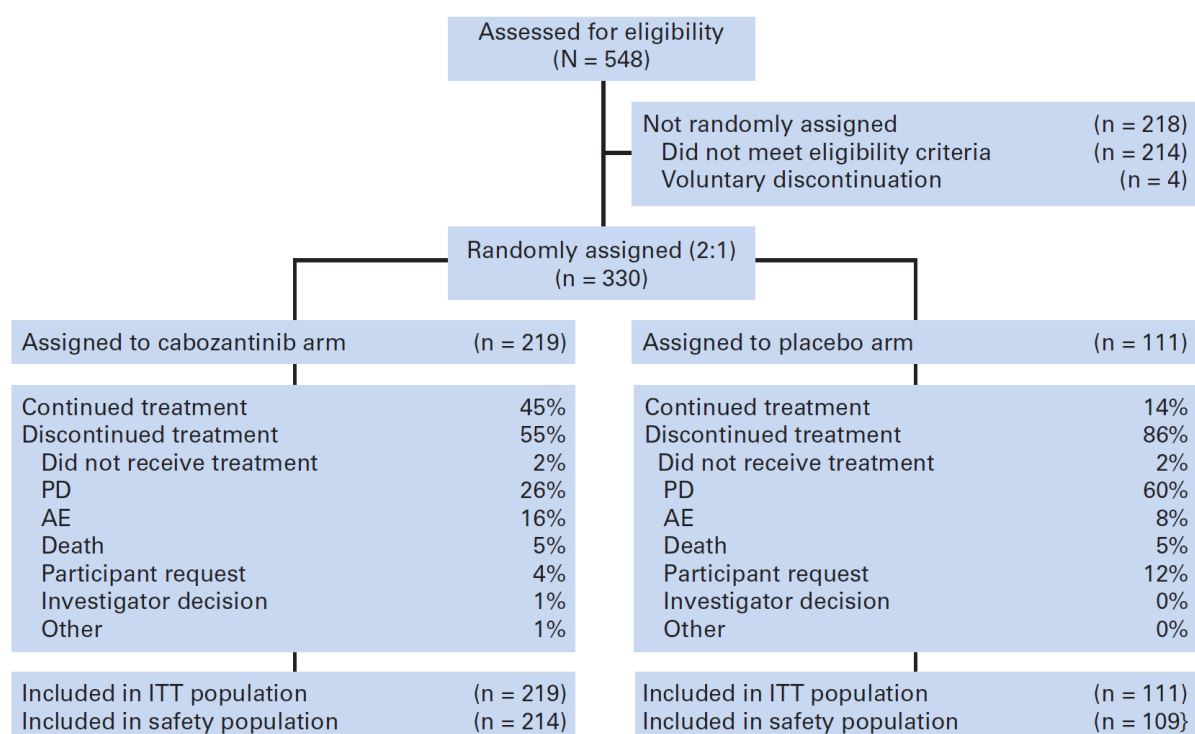 Assessed for eligibility
(N = 548)
Not randomly assigned (n = 218)
Did not meet eligibility criteria (n = 214)
Voluntary discontinuation (n = 4)
Randomly assigned (2:1)
(n = 330)
Assigned to cabozantinib arm (n = 219)
Continued treatment 45%
Discontinued treatment 55%
Did not receive treatment 2%
PD 26%
AE 16%
Death 5%
Participant request 4%
Investigator decision 1%
Other 1%
Included in ITT population (n = 219)
Included in safety population (n = 214)
Assigned to placebo arm (n = 111)
Continued treatment 14%
Discontinued treatment 86%
Did not receive treatment 2%
PD 60%
AE 8%
Death 5%
Participant request 12%
Investigator decision 0%
Other 0%
Included in ITT population (n = 111)
Included in safety population (n = 109}